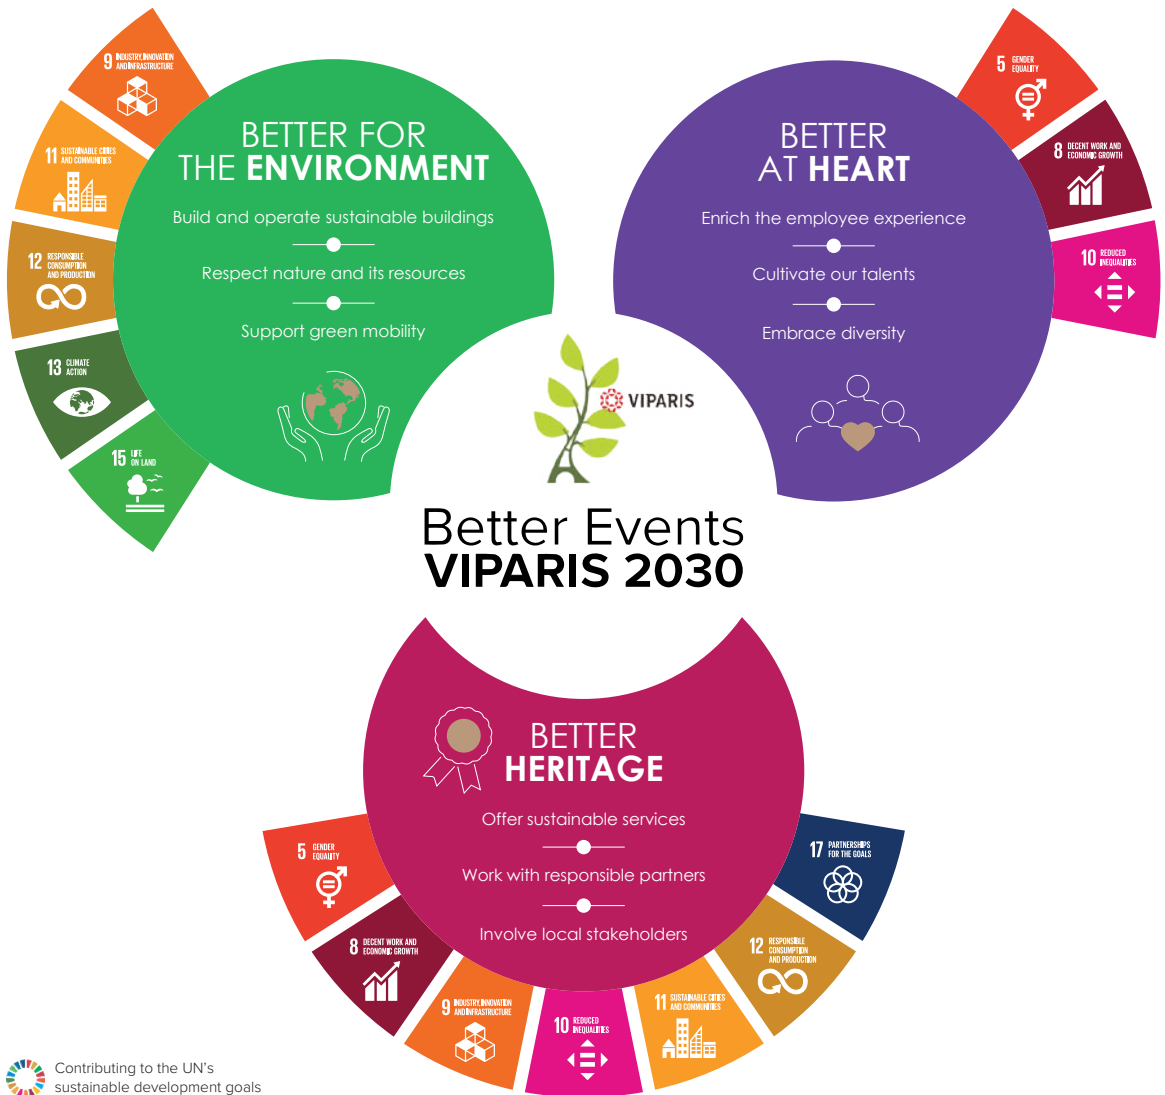 9 INDUSTRY, INNOVATION
AND INFRASTRUCTURE
11 SUSTAINABLE CITIES
AND COMMUNITIES
12 RESPONSIBLE
CONSUMPTION
AND PRODUCTION
13 CLIMATE
ACTION
15 LIFE
ON LAND
BETTER FOR
THE ENVIRONMENT
Build and operate sustainable buildings
Respect nature and its resources
Support green mobility
BETTER
AT HEART
Enrich the employee experience
Cultivate our talents
Embrace diversity
5 GENDER
EQUALITY
8 DECENT WORK AND
ECONOMIC GROWTH
10 REDUCED
INEQUALITIES
VIPARIS
Better Events
VIPARIS 2030
BETTER
HERITAGE
Offer sustainable services
Work with responsible partners
Involve local stakeholders
5 GENDER
EQUALITY
8 DECENT WORK AND
ECONOMIC GROWTH
9 INDUSTRY, INNOVATION
AND INFRASTRUCTURE
10 REDUCED
INEQUALITIES
11 SUSTAINABLE CITIES
AND COMMUNITIES
12 RESPONSIBLE
CONSUMPTION
AND PRODUCTION
17 PARTNERSHIPS
FOR THE GOALS
Contributing to the UN's
sustainable development goals